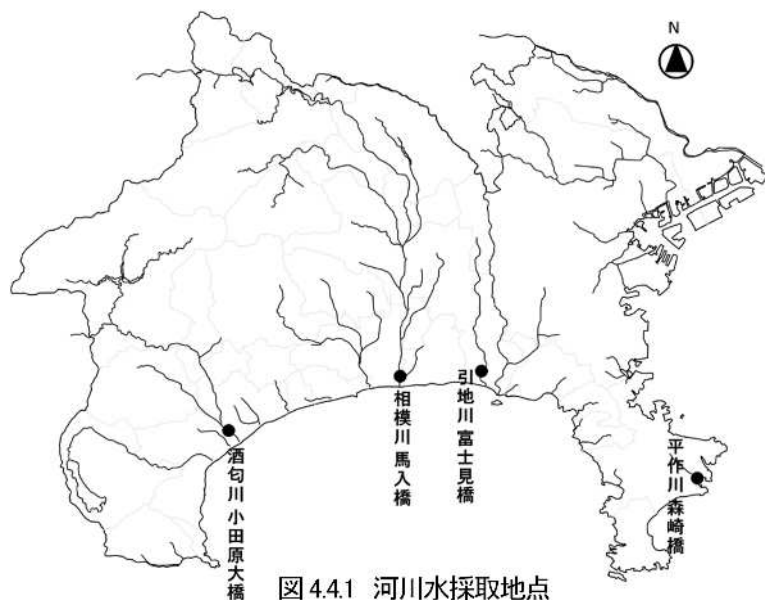 N
引地川 富士見橋
相模川 馬入橋
平作川 森崎橋
酒匂川 小田原大橋
図 4.4.1 河川水採取地点